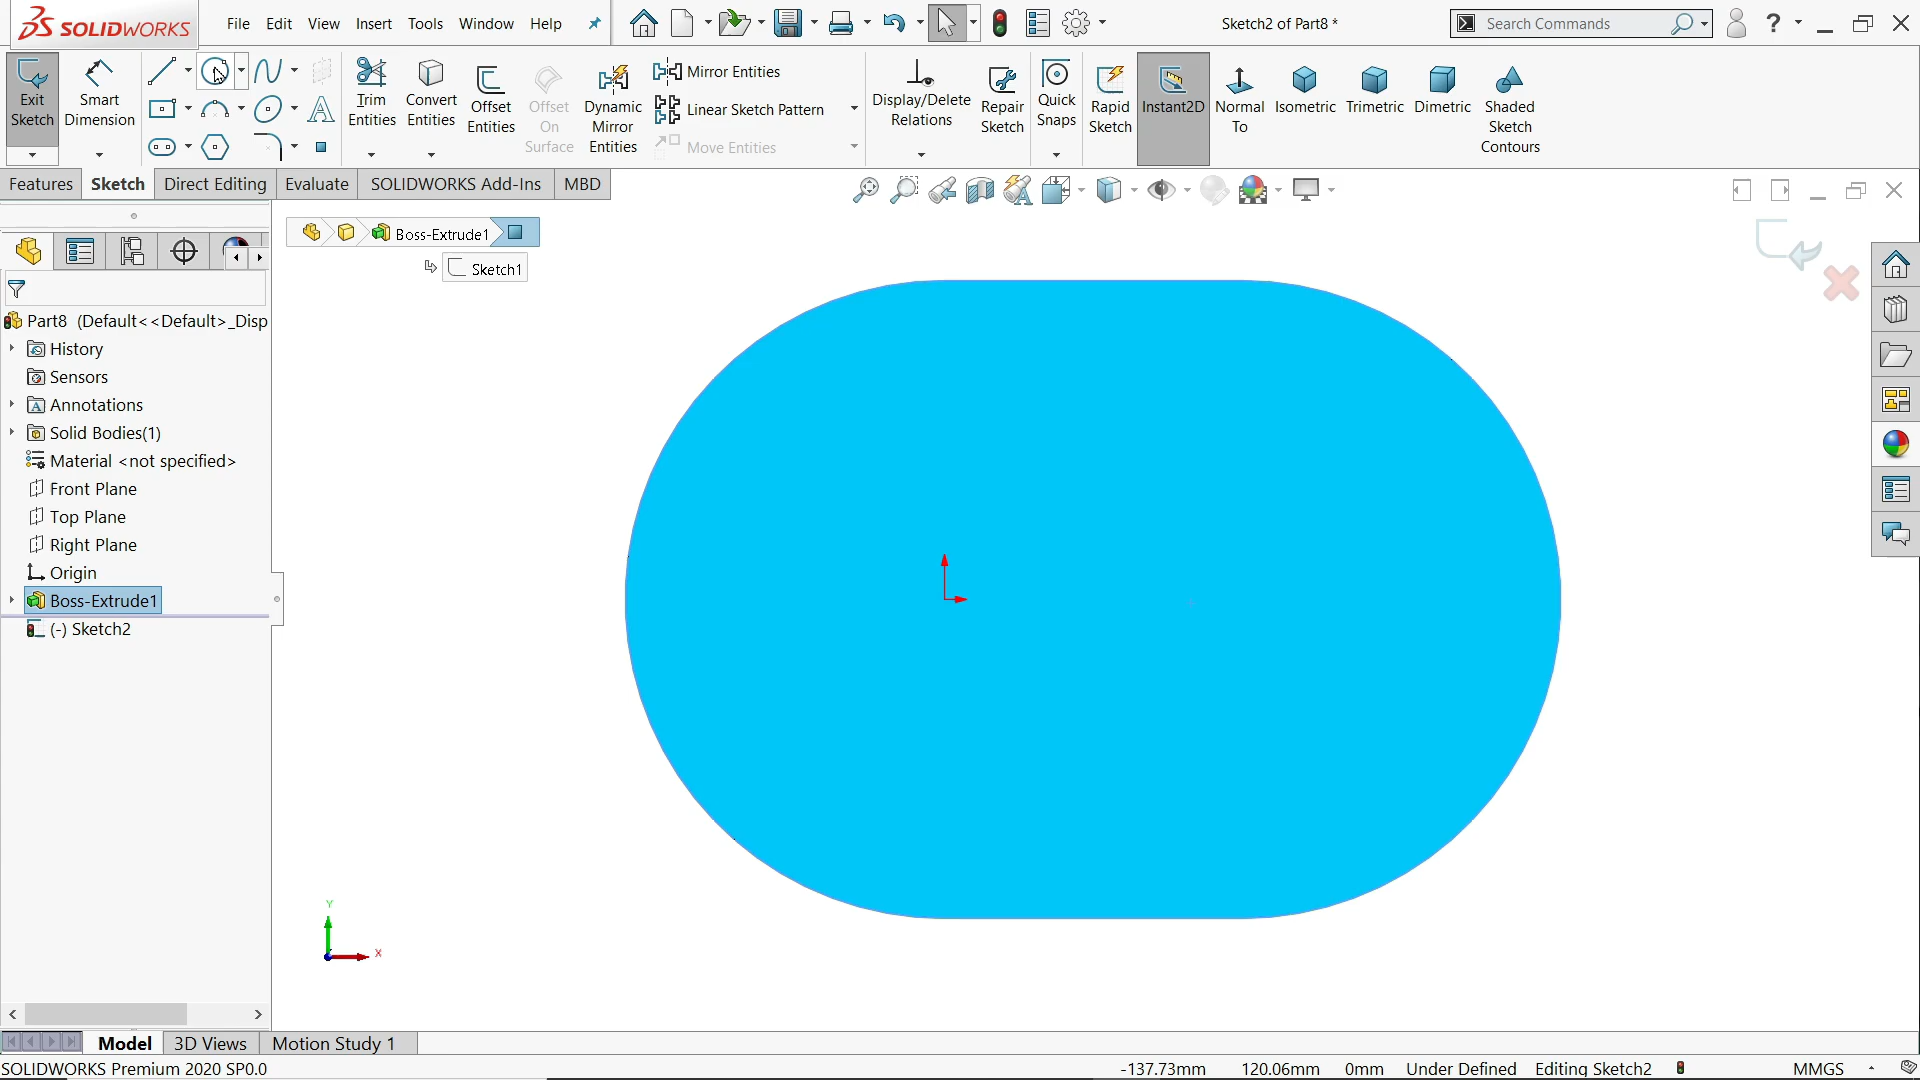 SOLIDWORKS
File Edit View Insert Tools Window Help
Sketch2 of Part8 *
Search Commands
?
Exit Sketch
Smart Dimension
Trim Entities
Convert Entities
Offset Entities
Offset On Surface
Dynamic Mirror Entities
Mirror Entities
Linear Sketch Pattern
Move Entities
Display/Delete Relations
Repair Sketch
Quick Snaps
Rapid Sketch
Instant2D
Normal To
Isometric
Trimetric
Dimetric
Shaded Sketch Contours
Features Sketch Direct Editing Evaluate SOLIDWORKS Add-Ins MBD
Boss-Extrude1
Sketch1
Part8 (Default<<Default>_Disp
History
Sensors
Annotations
Solid Bodies(1)
Material <not specified>
Front Plane
Top Plane
Right Plane
Origin
Boss-Extrude1
(-) Sketch2
Y
X
Model 3D Views Motion Study 1
SOLIDWORKS Premium 2020 SP0.0
-137.73mm 120.06mm 0mm Under Defined Editing Sketch2 MMGS